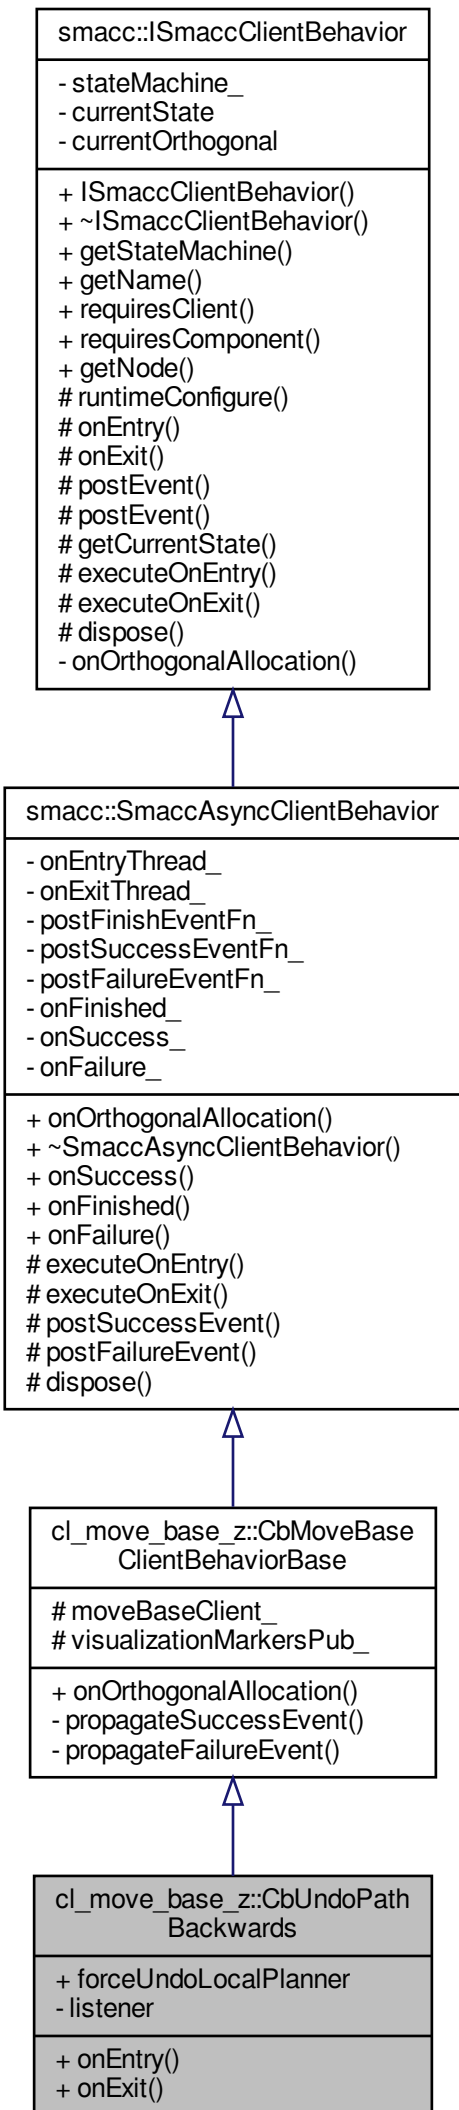 smacc::ISmaccClientBehavior
- stateMachine_
- currentState
- currentOrthogonal
+ ISmaccClientBehavior()
+ ~ISmaccClientBehavior()
+ getStateMachine()
+ getName()
+ requiresClient()
+ requiresComponent()
+ getNode()
# runtimeConfigure()
# onEntry()
# onExit()
# postEvent()
# postEvent()
# getCurrentState()
# executeOnEntry()
# executeOnExit()
# dispose()
- onOrthogonalAllocation()
smacc::SmaccAsyncClientBehavior
- onEntryThread_
- onExitThread_
- postFinishEventFn_
- postSuccessEventFn_
- postFailureEventFn_
- onFinished_
- onSuccess_
- onFailure_
+ onOrthogonalAllocation()
+ ~SmaccAsyncClientBehavior()
+ onSuccess()
+ onFinished()
+ onFailure()
# executeOnEntry()
# executeOnExit()
# postSuccessEvent()
# postFailureEvent()
# dispose()
cl_move_base_z::CbMoveBase
ClientBehaviorBase
# moveBaseClient_
# visualizationMarkersPub_
+ onOrthogonalAllocation()
- propagateSuccessEvent()
- propagateFailureEvent()
cl_move_base_z::CbUndoPath
Backwards
+ forceUndoLocalPlanner
- listener
+ onEntry()
+ onExit()